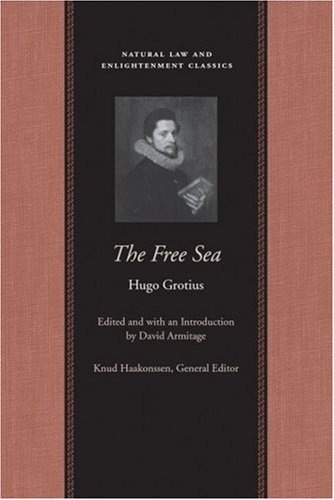 NATURAL LAW AND
ENLIGHTENMENT CLASSICS
The Free Sea
Hugo Grotius
Edited and with an Introduction
by David Armitage
Knud Haakonssen, General Editor